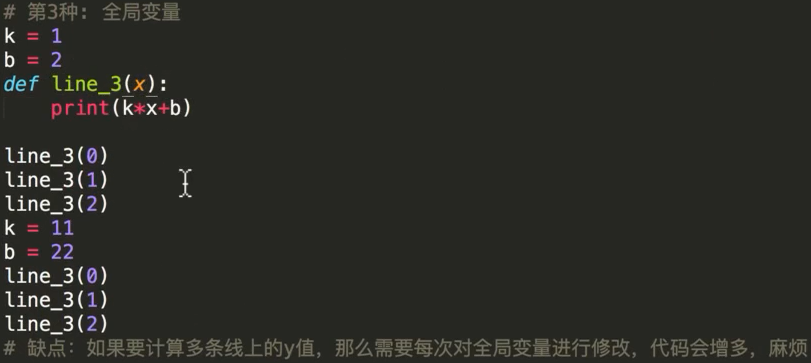 # 第3种: 全局变量
k = 1
b = 2
def line_3(x):
    print(k*x+b)
line_3(0)
line_3(1)
line_3(2)
k = 11
b = 22
line_3(0)
line_3(1)
line_3(2)
# 缺点: 如果要计算多条线上的y值, 那么需要每次对全局变量进行修改, 代码会增多, 麻烦